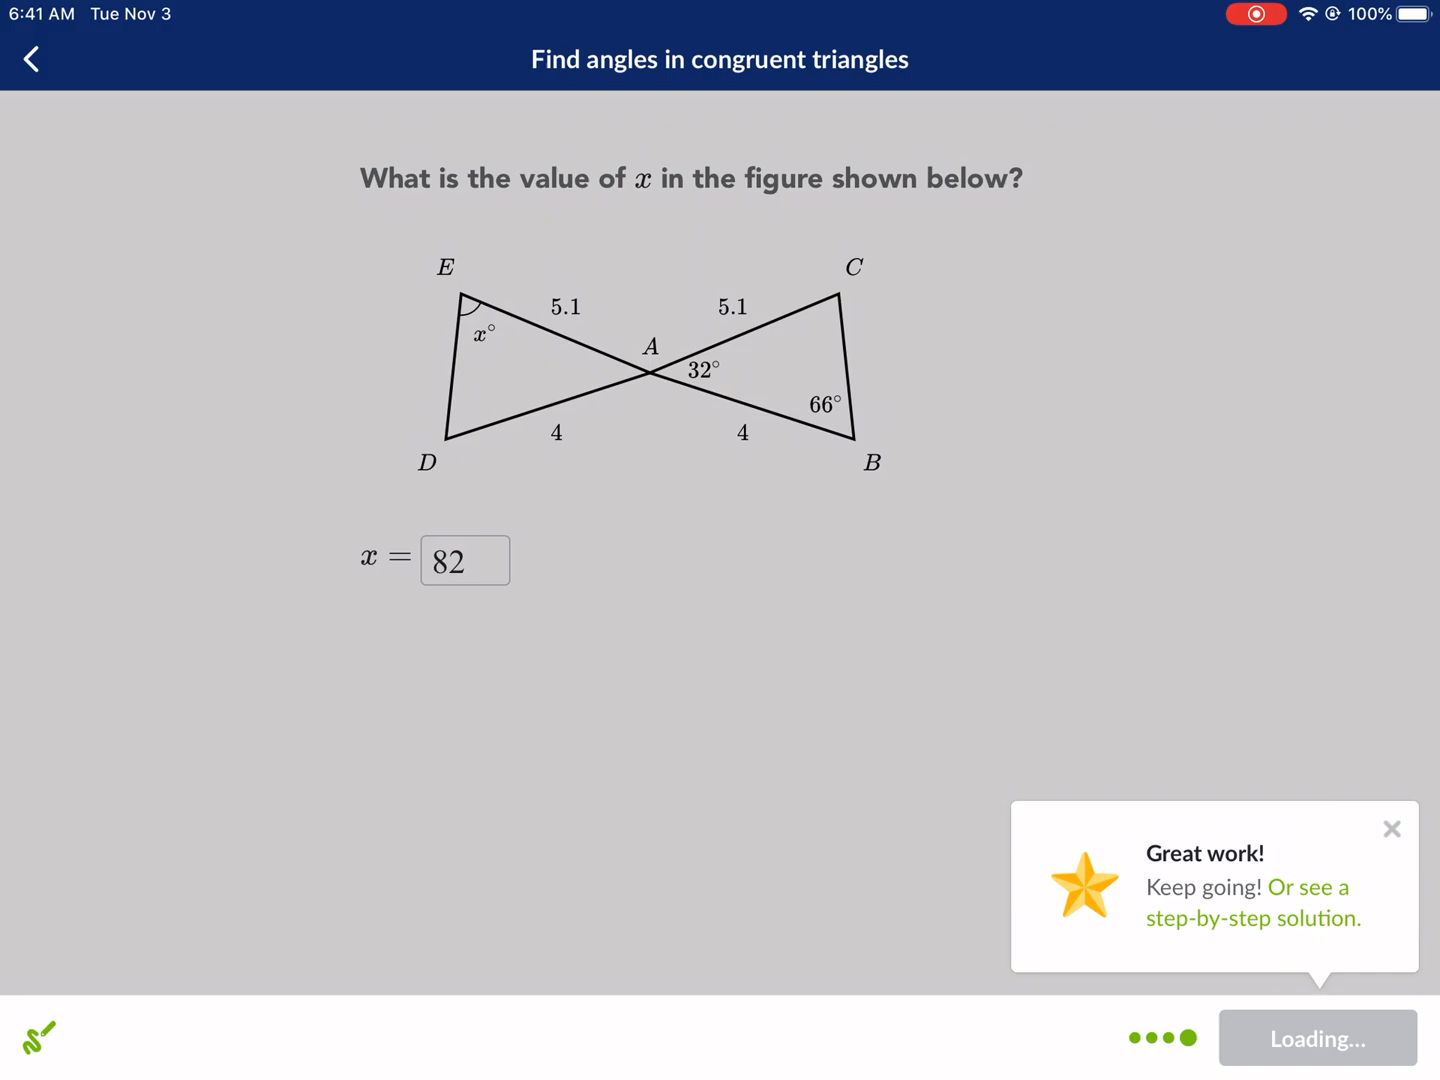 6:41 AM Tue Nov 3
100%
Find angles in congruent triangles
What is the value of x in the figure shown below?
E
C
5.1
5.1
x°
A
32°
66°
4
4
D
B
x = 82
Great work!
Keep going! Or see a
step-by-step solution.
Loading...